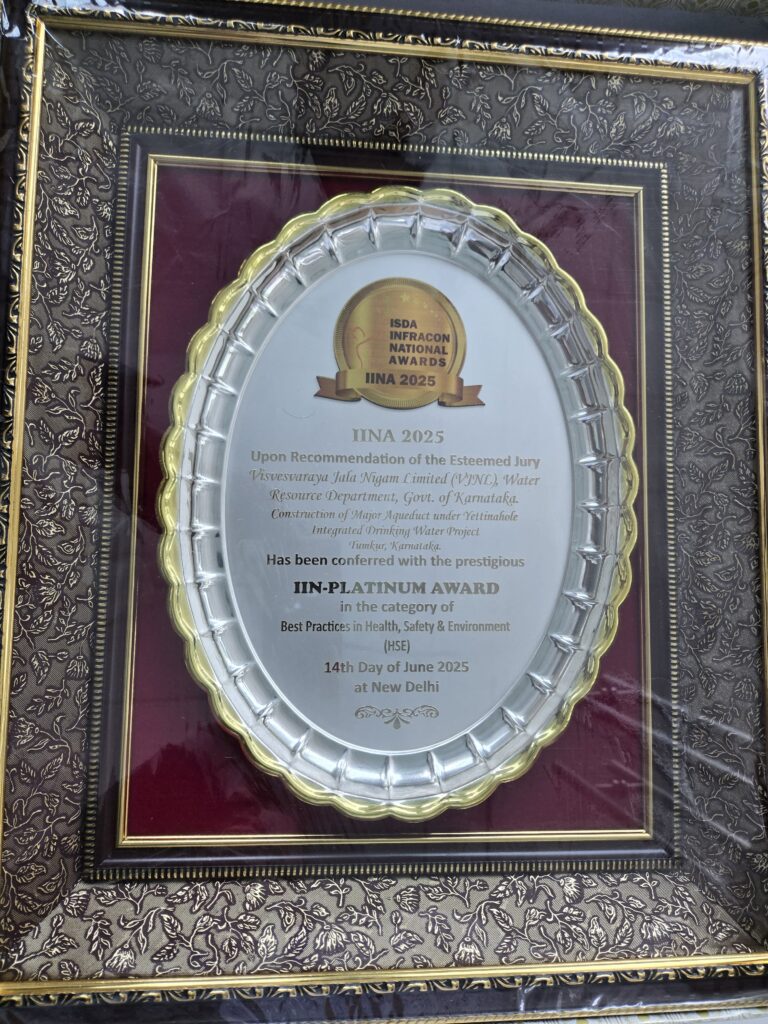 ISDA
INFRACON
NATIONAL
AWARDS
IINA 2025
IINA 2025
Upon Recommendation of the Esteemed Jury
Visvesvaraya Jala Nigam Limited (VJNL), Water
Resource Department, Govt. of Karnataka.
Construction of Major Aqueduct under Yettinahole
Integrated Drinking Water Project
Tumkur, Karnataka.
Has been conferred with the prestigious
IIN-PLATINUM AWARD
in the category of
Best Practices in Health, Safety & Environment
(HSE)
14th Day of June 2025
at New Delhi